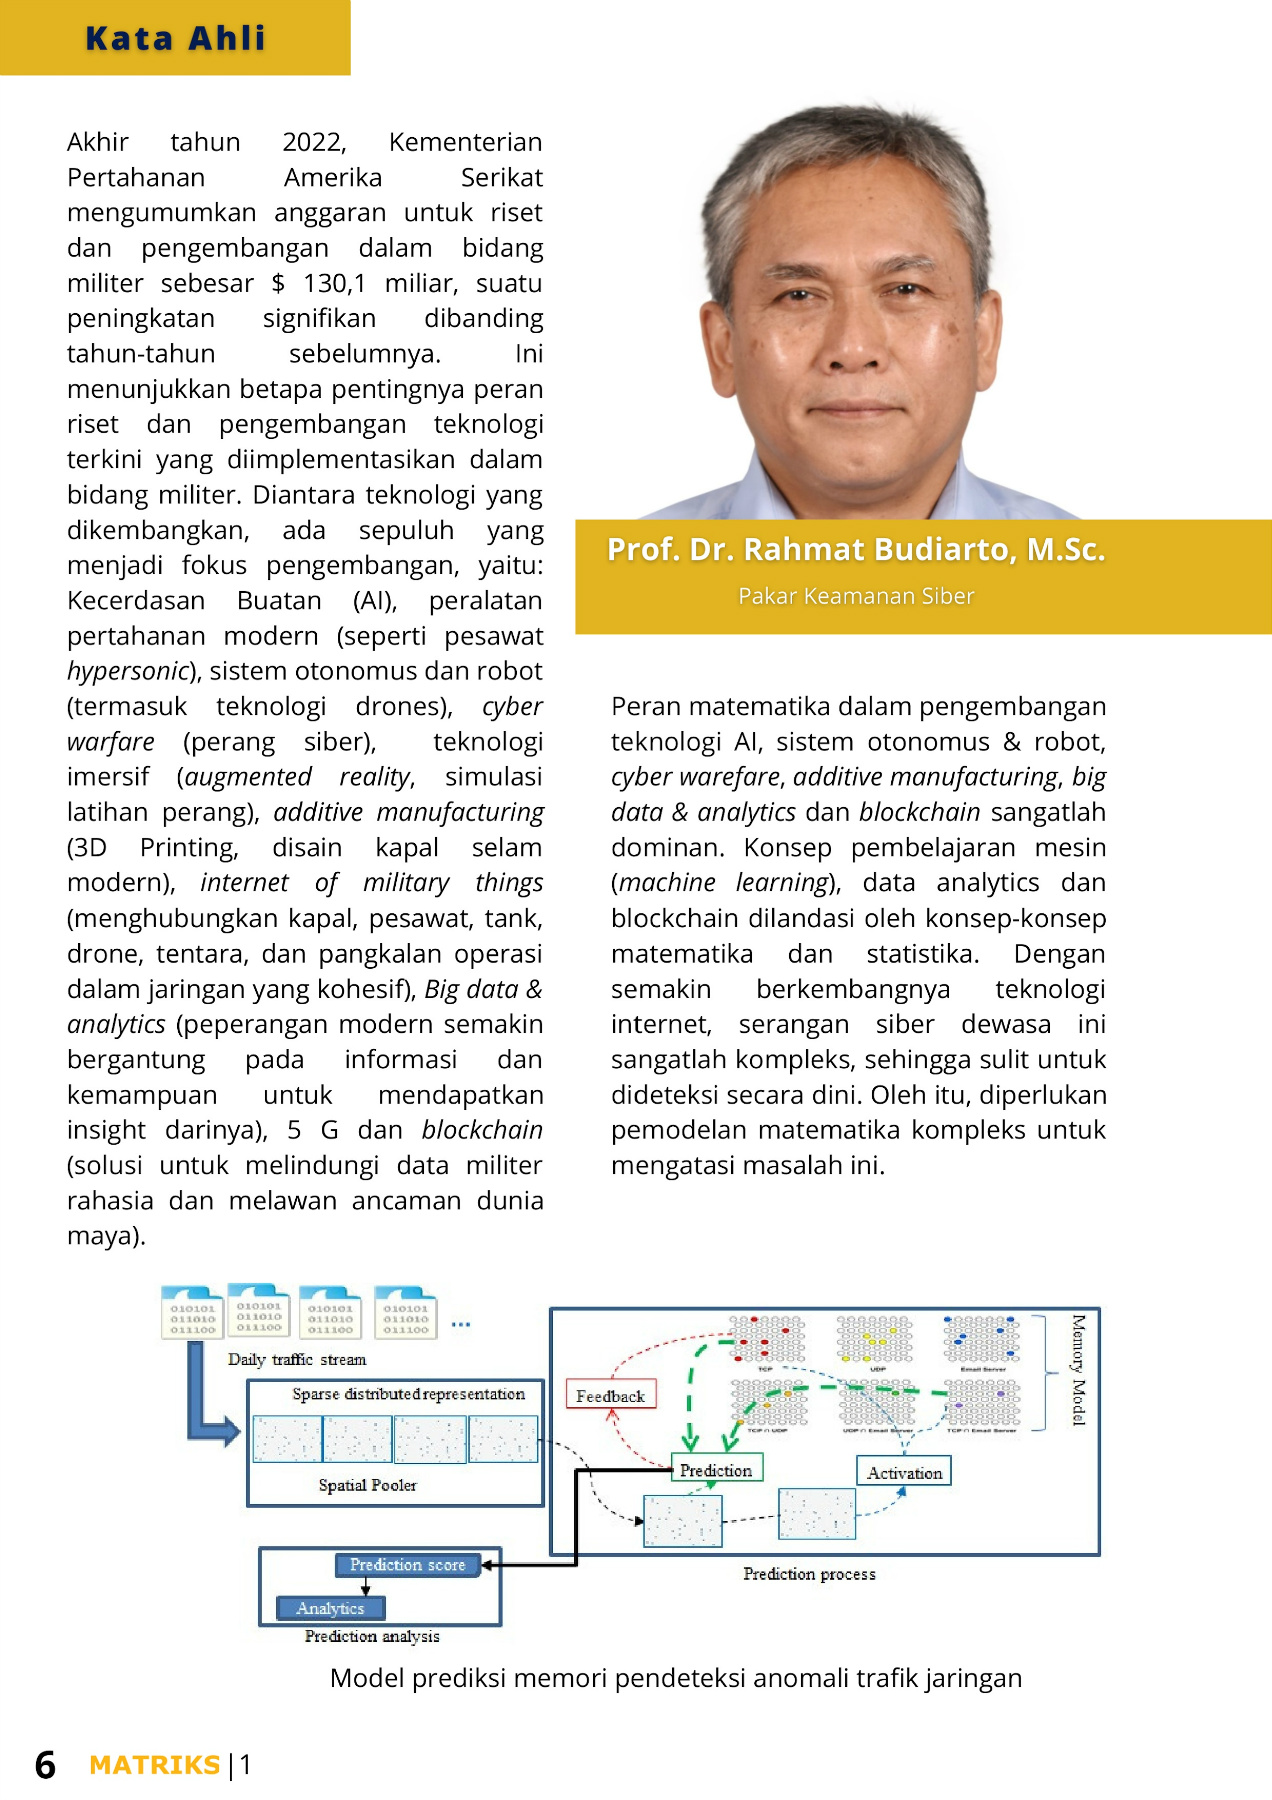 Kata Ahli
Akhir tahun 2022, Kementerian
Pertahanan Amerika Serikat
mengumumkan anggaran untuk riset
dan pengembangan dalam bidang
militer sebesar $ 130,1 miliar, suatu
peningkatan signifikan dibanding
tahun-tahun sebelumnya. Ini
menunjukkan betapa pentingnya peran
riset dan pengembangan teknologi
terkini yang diimplementasikan dalam
bidang militer. Diantara teknologi yang
dikembangkan, ada sepuluh yang
menjadi fokus pengembangan, yaitu:
Kecerdasan Buatan (AI), peralatan
pertahanan modern (seperti pesawat
hypersonic), sistem otonomus dan robot
(termasuk teknologi drones), cyber
warfare (perang siber), teknologi
imersif (augmented reality, simulasi
latihan perang), additive manufacturing
(3D Printing, disain kapal selam
modern), internet of military things
(menghubungkan kapal, pesawat, tank,
drone, tentara, dan pangkalan operasi
dalam jaringan yang kohesif), Big data &
analytics (peperangan modern semakin
bergantung pada informasi dan
kemampuan untuk mendapatkan
insight darinya), 5 G dan blockchain
(solusi untuk melindungi data militer
rahasia dan melawan ancaman dunia
maya).
Prof. Dr. Rahmat Budiarto, M.Sc.
Pakar Keamanan Siber
Peran matematika dalam pengembangan
teknologi AI, sistem otonomus & robot,
cyber warefare, additive manufacturing, big
data & analytics dan blockchain sangatlah
dominan. Konsep pembelajaran mesin
(machine learning), data analytics dan
blockchain dilandasi oleh konsep-konsep
matematika dan statistika. Dengan
semakin berkembangnya teknologi
internet, serangan siber dewasa ini
sangatlah kompleks, sehingga sulit untuk
dideteksi secara dini. Oleh itu, diperlukan
pemodelan matematika kompleks untuk
mengatasi masalah ini.
010101 010101 010101 010101
011010 011010 011010 011010
011100 011100 011100 011100
...
Daily traffic stream
Sparse distributed representation
Spatial Pooler
Feedback
TCP
UDP
Email Server
TCP ∩ UDP
UDP ∩ Email Server
TCP ∩ Email Server
Memory Model
Prediction
Activation
Prediction process
Prediction score
Analytics
Prediction analysis
Model prediksi memori pendeteksi anomali trafik jaringan
6 MATRIKS |1